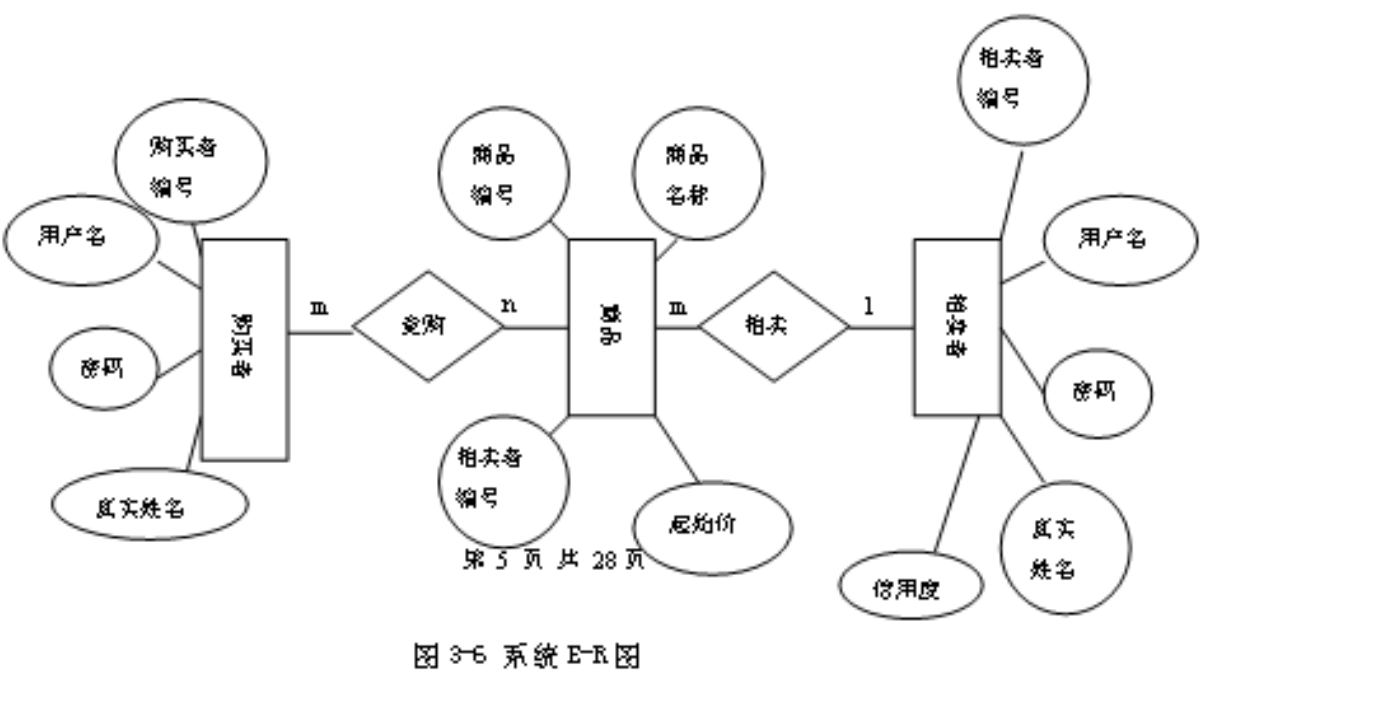 拍卖者
编号
购买者
编号
商品
编号
商品
名称
用户名
用户名
购买者
m
竞购
n
商品
m
拍卖
1
拍卖者
密码
密码
拍卖者
编号
真实姓名
起始价
真实
姓名
第 5 页 共 28 页
信用度
图 3-6 系统 E-R 图